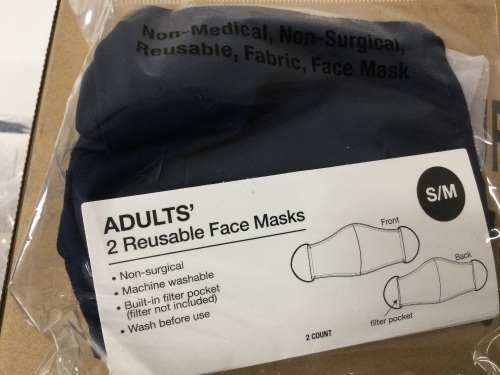 Non-Medical, Non-Surgical,
Reusable, Fabric, Face Mask
S/M
ADULTS'
2 Reusable Face Masks
• Non-surgical
• Machine washable
• Built-in filter pocket
(filter not included)
• Wash before use
Front
Back
filter pocket
2 COUNT